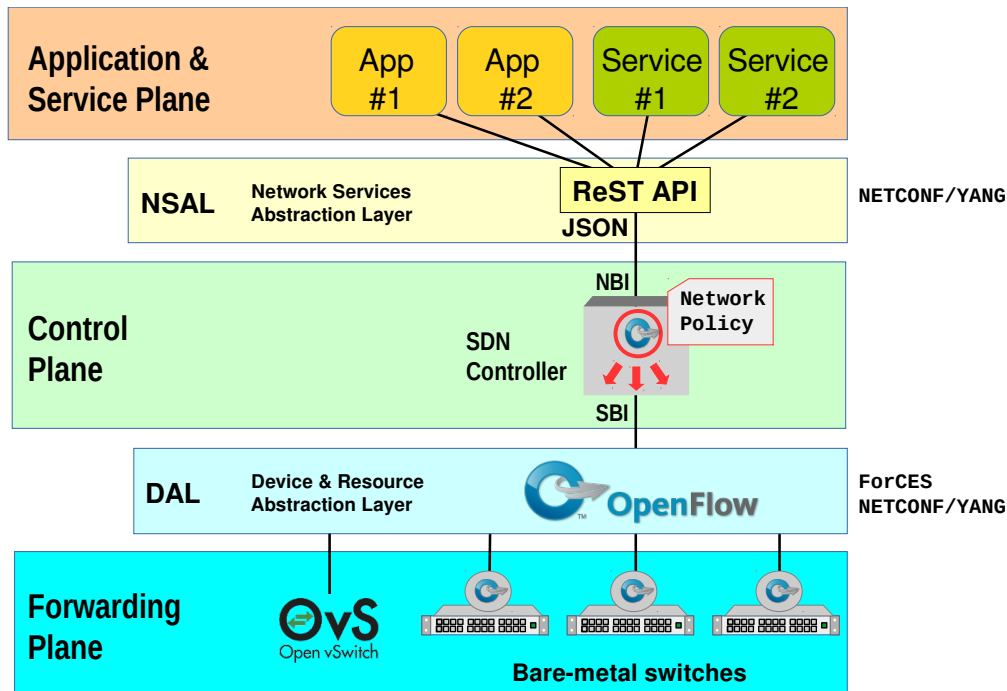 Application &
Service Plane
App
#1
App
#2
Service
#1
Service
#2
NSAL
Network Services
Abstraction Layer
ReST API
JSON
NETCONF/YANG
Control
Plane
NBI
Network
Policy
SDN
Controller
SBI
DAL
Device & Resource
Abstraction Layer
OpenFlow
TM
ForCES
NETCONF/YANG
Forwarding
Plane
OvS
Open vSwitch
Bare-metal switches